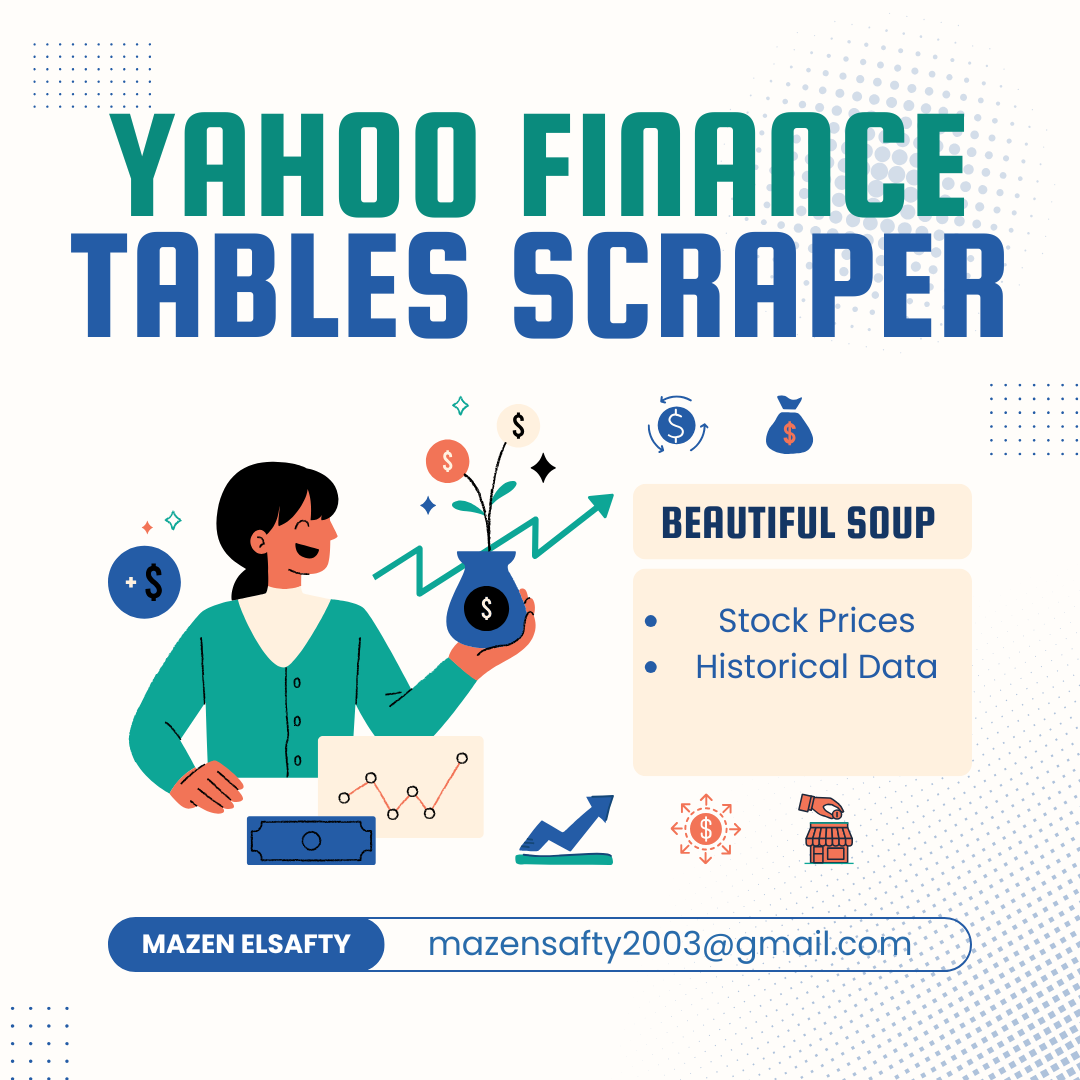 YAHOO FINANCE
TABLES SCRAPER
$
$
$
$
$
+ $
$
BEAUTIFUL SOUP
• Stock Prices
• Historical Data
$
MAZEN ELSAFTY
mazensafty2003@gmail.com